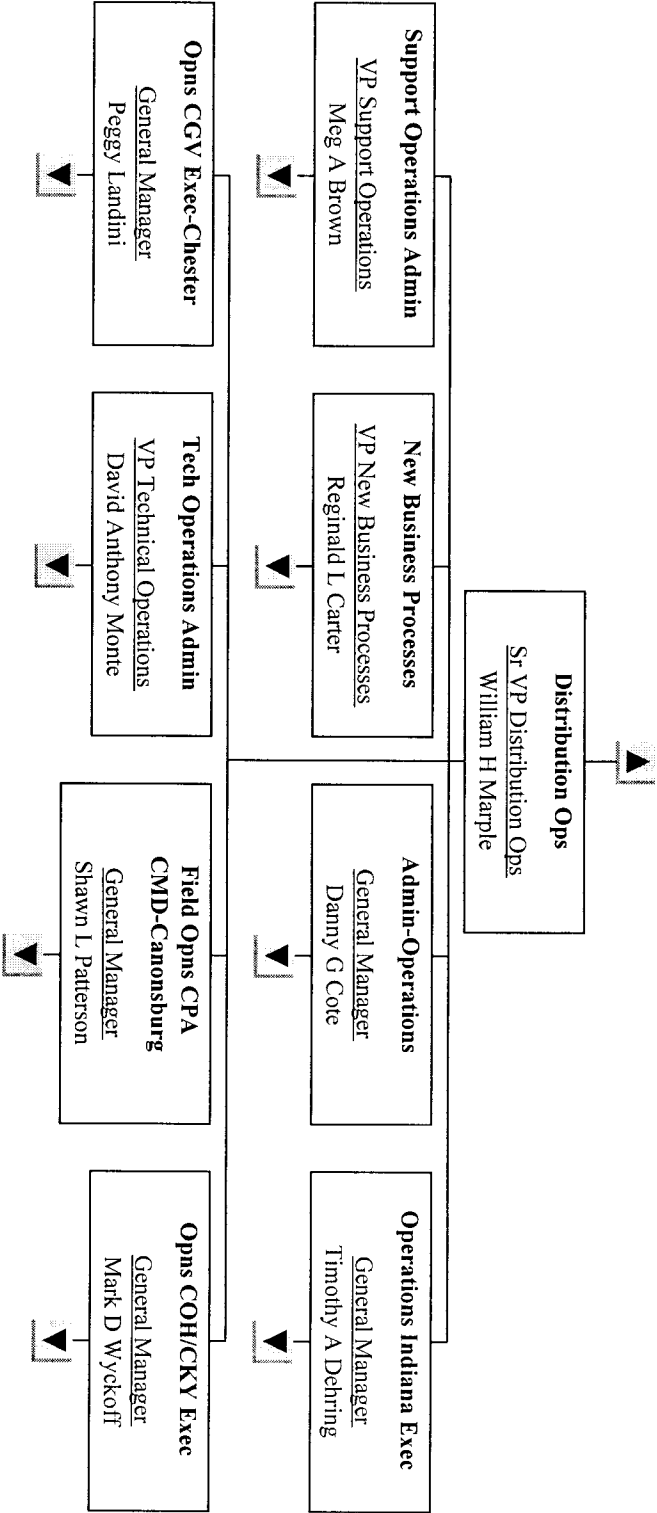 Distribution Ops
Sr VP Distribution Ops
William H Marple
Support Operations Admin
VP Support Operations
Meg A Brown
New Business Processes
VP New Business Processes
Reginald L Carter
Admin-Operations
General Manager
Danny G Cote
Operations Indiana Exec
General Manager
Timothy A Dehring
Opns CGV Exec-Chester
General Manager
Peggy Landini
Tech Operations Admin
VP Technical Operations
David Anthony Monte
Field Opns CPA
CMD-Canonsburg
General Manager
Shawn L Patterson
Opns COH/CKY Exec
General Manager
Mark D Wyckoff